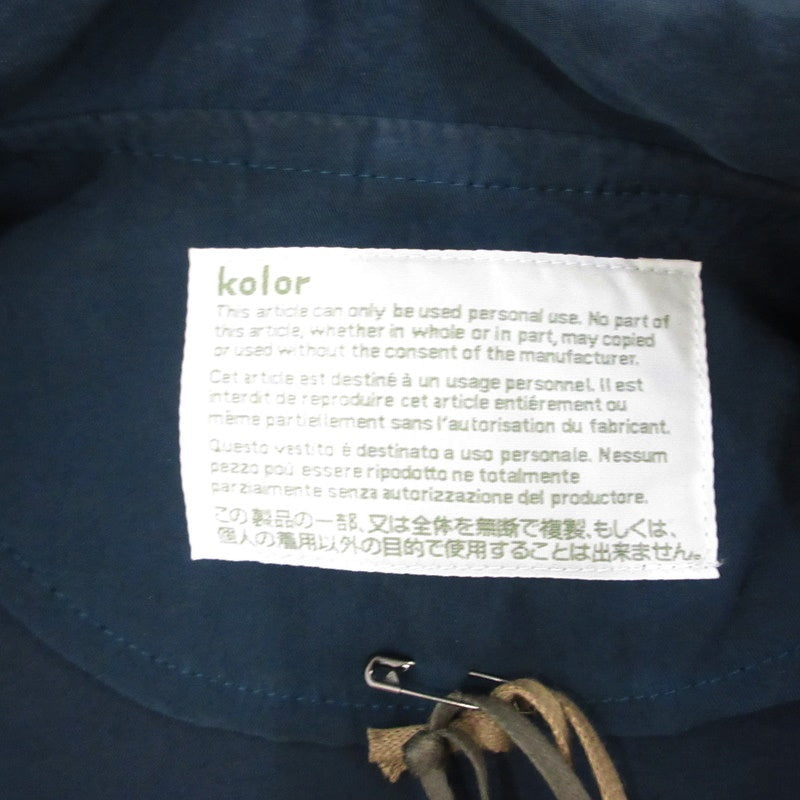 kolor
This article can only be used personal use. No part of
this article, whether in whole or in part, may copied
or used without the consent of the manufacturer.
Cet article est destiné à un usage personnel. Il est
interdit de reproduire cet article entiérement ou
même partiellement sans l'autorisation du fabricant.
Questo vestito é destinato a uso personale. Nessum
pezzo poú essere ripodotto ne totalmente
parzialmente senza autorizzazione del productore.
この製品の一部、又は全体を無断で複製、もしくは、
個人の着用以外の目的で使用することは出来ません。